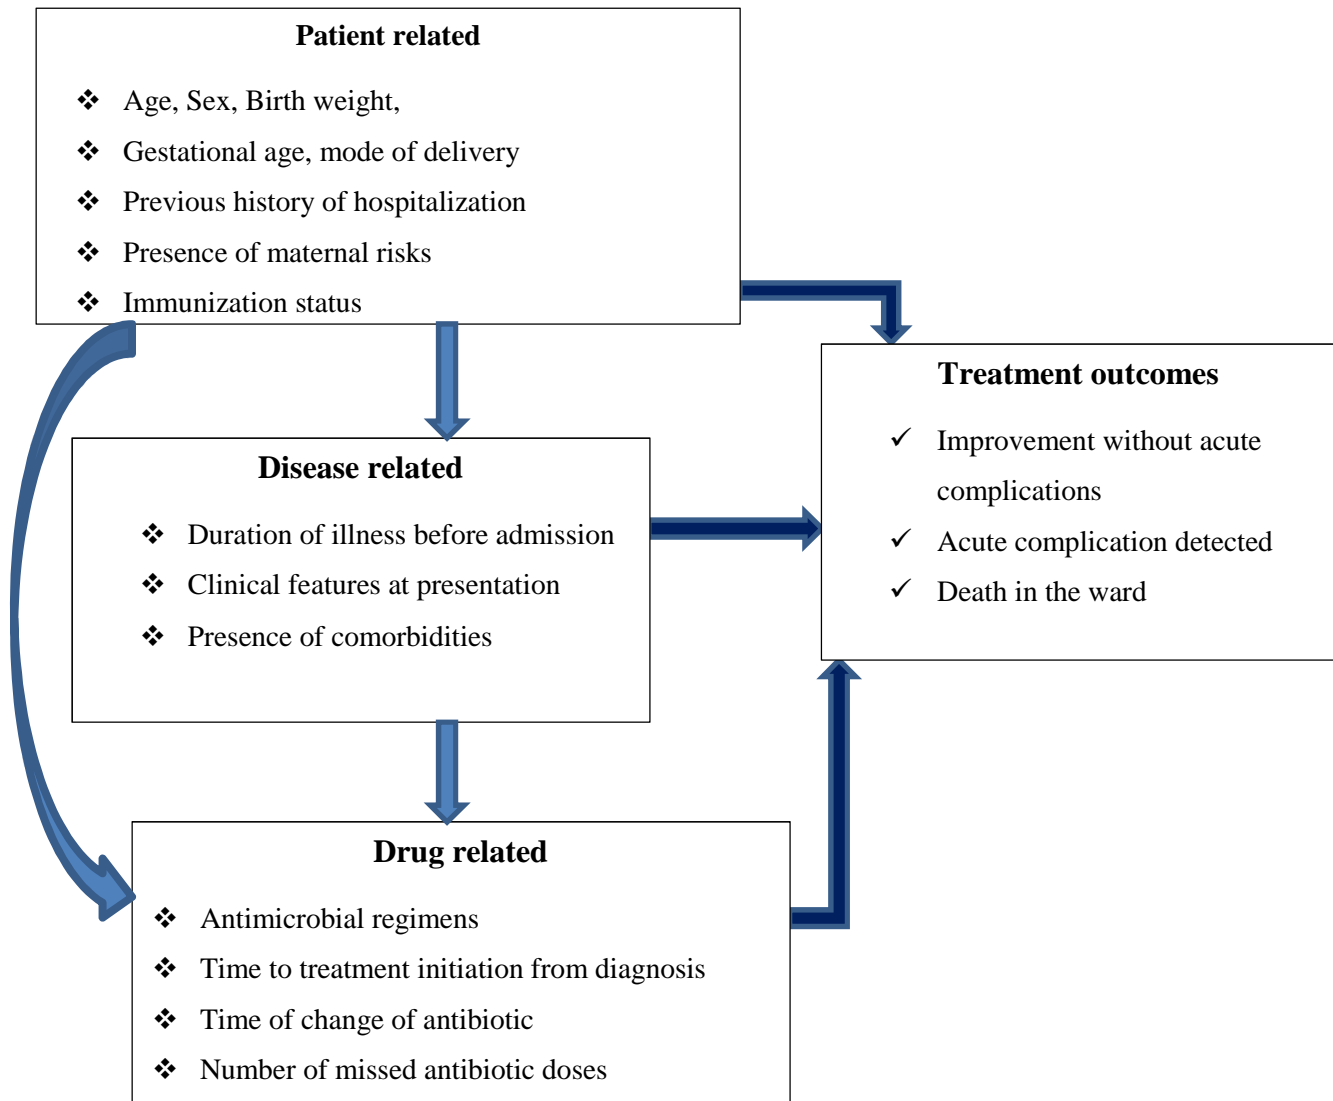 Patient related
❖ Age, Sex, Birth weight,
❖ Gestational age, mode of delivery
❖ Previous history of hospitalization
❖ Presence of maternal risks
❖ Immunization status
Treatment outcomes
✓ Improvement without acute
complications
✓ Acute complication detected
✓ Death in the ward
Disease related
❖ Duration of illness before admission
❖ Clinical features at presentation
❖ Presence of comorbidities
Drug related
❖ Antimicrobial regimens
❖ Time to treatment initiation from diagnosis
❖ Time of change of antibiotic
❖ Number of missed antibiotic doses